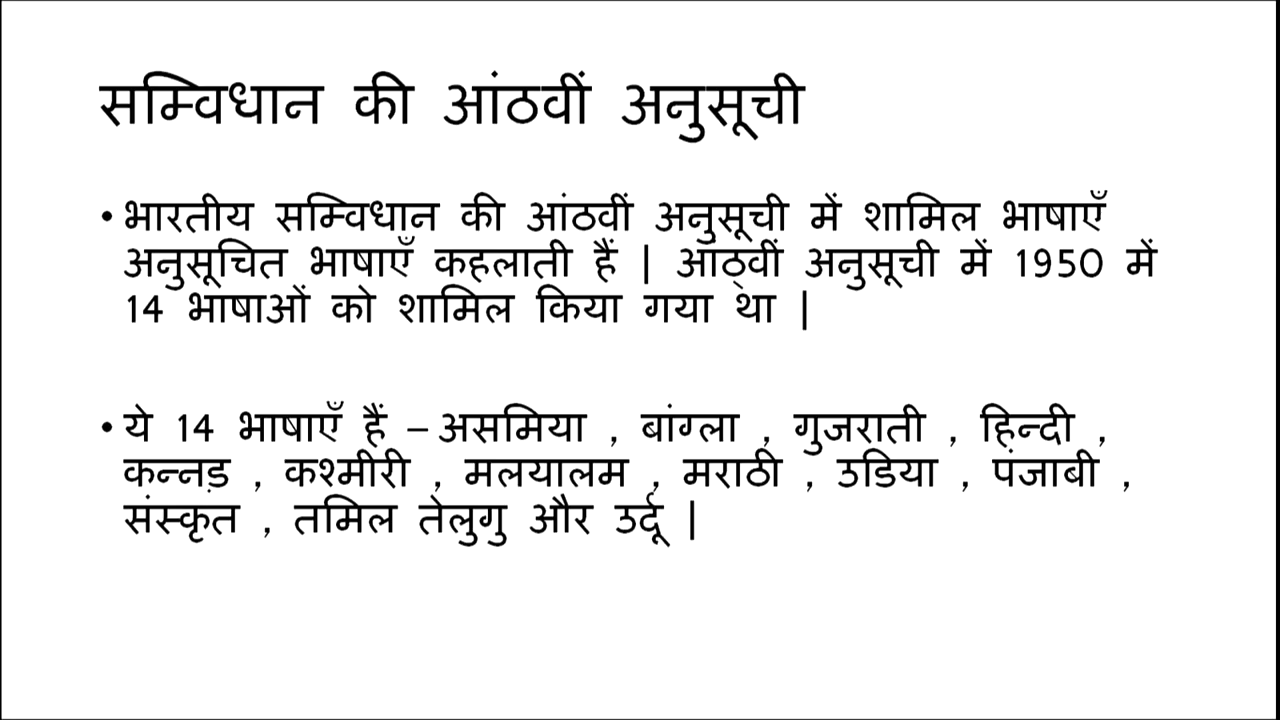 सम्विधान की आंठवीं अनुसूची
• भारतीय सम्विधान की आंठवीं अनुसूची में शामिल भाषाएँ
अनुसूचित भाषाएँ कहलाती हैं | आंठ्वीं अनुसूची में 1950 में
14 भाषाओं को शामिल किया गया था |
• ये 14 भाषाएँ हैं – असमिया , बांग्ला , गुजराती , हिन्दी ,
कन्नड़ , कश्मीरी , मलयालम , मराठी , उडिया , पंजाबी ,
संस्कृत , तमिल तेलुगु और उर्दू |